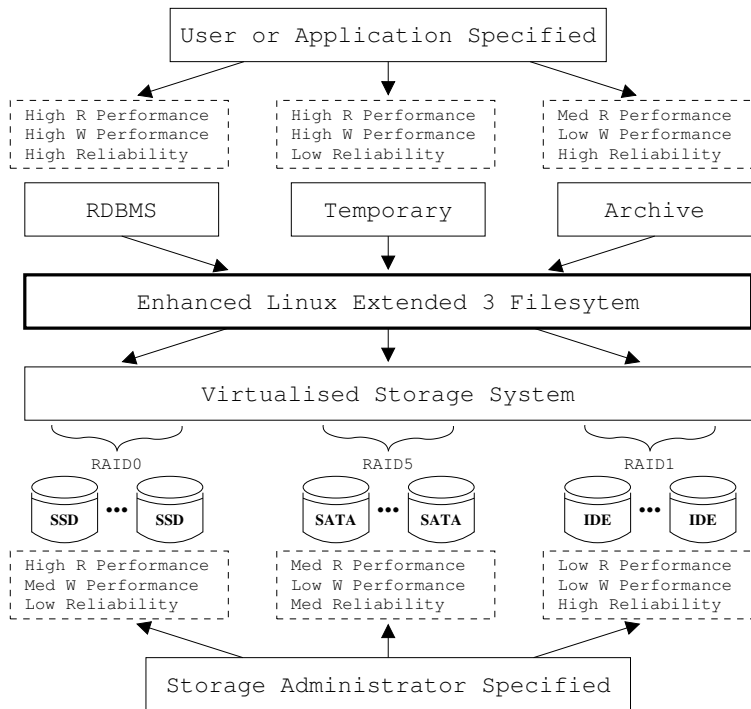 User or Application Specified
High R Performance
High W Performance
High Reliability
High R Performance
High W Performance
Low Reliability
Med R Performance
Low W Performance
High Reliability
RDBMS
Temporary
Archive
Enhanced Linux Extended 3 Filesytem
Virtualised Storage System
RAID0
RAID5
RAID1
SSD ••• SSD
SATA ••• SATA
IDE ••• IDE
High R Performance
Med W Performance
Low Reliability
Med R Performance
Low W Performance
Med Reliability
Low R Performance
Low W Performance
High Reliability
Storage Administrator Specified